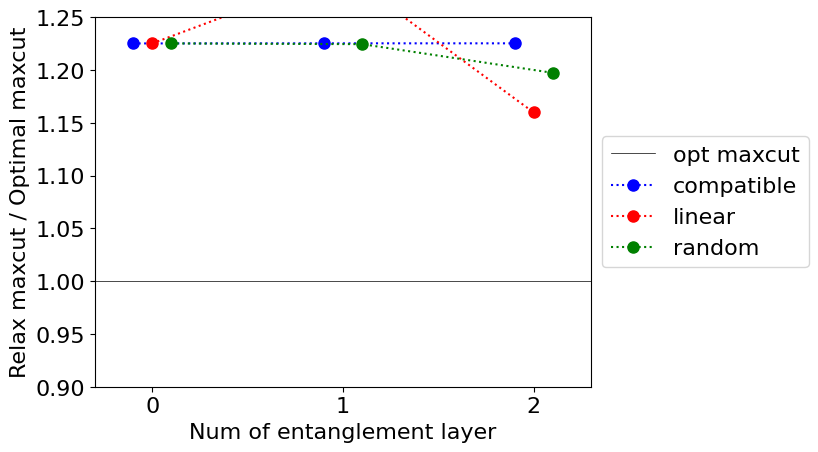 Relax maxcut / Optimal maxcut
1.25
1.20
1.15
1.10
1.05
1.00
0.95
0.90
0
1
2
Num of entanglement layer
opt maxcut
compatible
linear
random